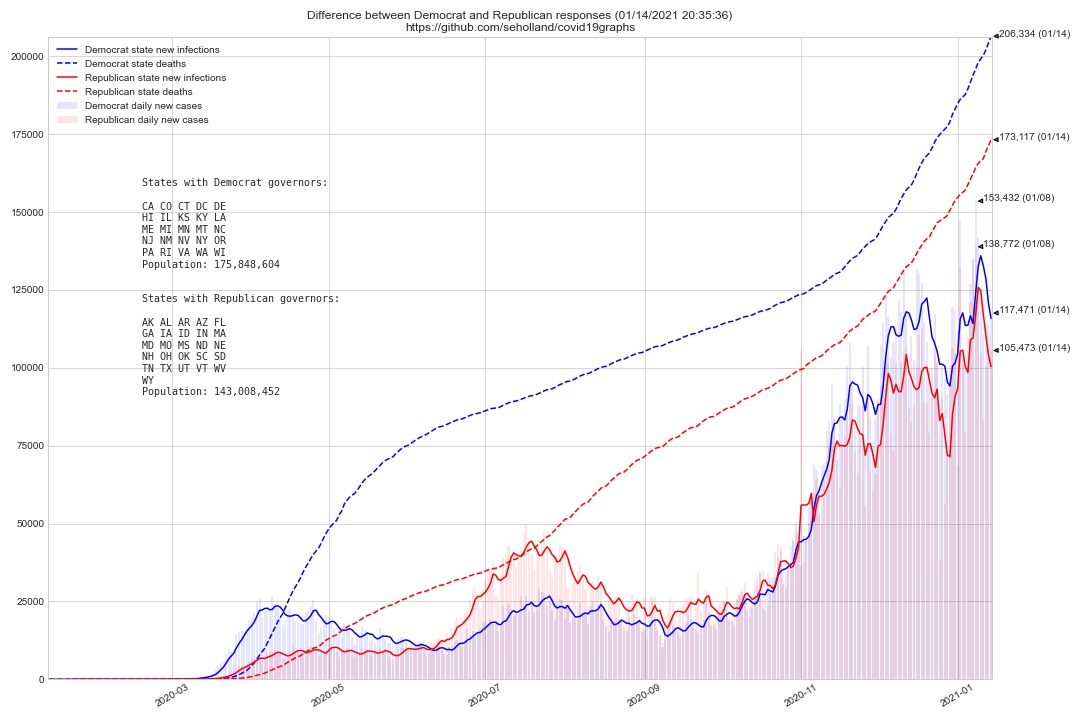 Difference between Democrat and Republican responses (01/14/2021 20:35:36)
https://github.com/seholland/covid19graphs
Democrat state new infections
Democrat state deaths
Republican state new infections
Republican state deaths
Democrat daily new cases
Republican daily new cases
States with Democrat governors:
CA CO CT DC DE
HI IL KS KY LA
ME MI MN MT NC
NJ NM NV NY OR
PA RI VA WA WI
Population: 175,848,604
States with Republican governors:
AK AL AR AZ FL
GA IA ID IN MA
MD MO MS ND NE
NH OH OK SC SD
TN TX UT VT WV
WY
Population: 143,008,452
206,334 (01/14)
173,117 (01/14)
153,432 (01/08)
138,772 (01/08)
117,471 (01/14)
105,473 (01/14)
200000
175000
150000
125000
100000
75000
50000
25000
0
2020-03
2020-05
2020-07
2020-09
2020-11
2021-01